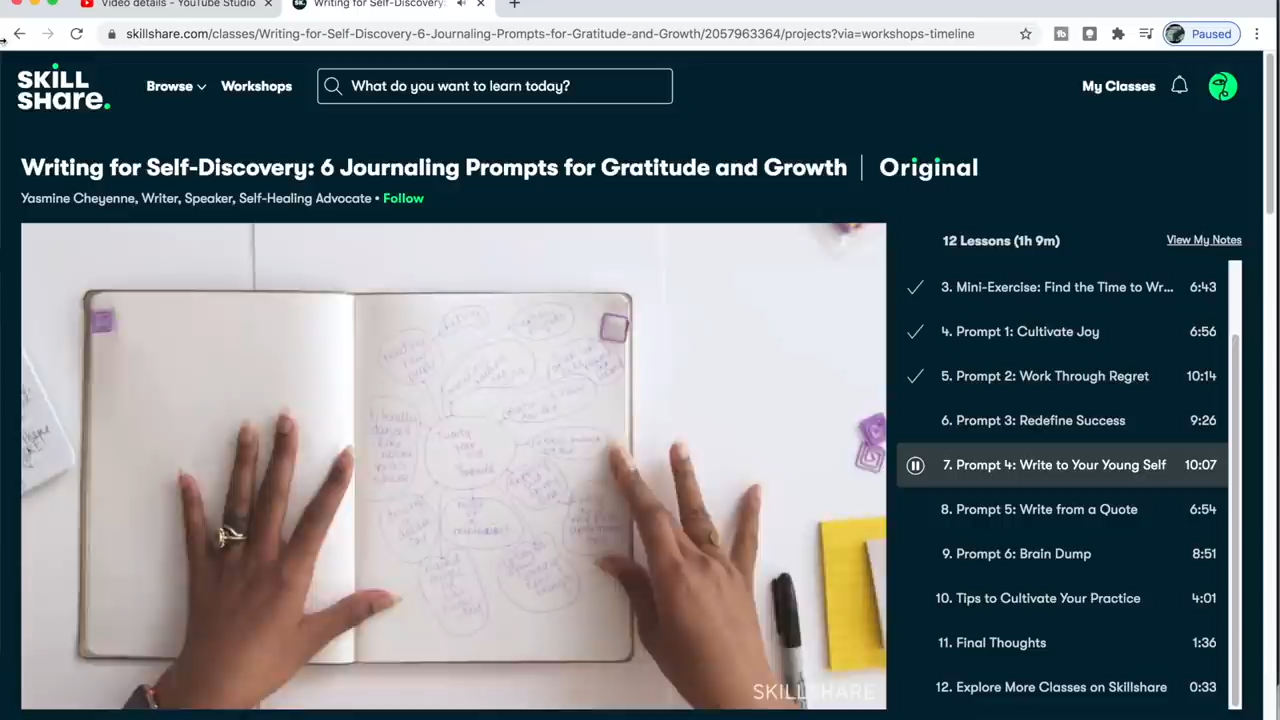 Video details - YouTube Studio
Writing for Self-Discovery:
skillshare.com/classes/Writing-for-Self-Discovery-6-Journaling-Prompts-for-Gratitude-and-Growth/2057963364/projects?via=workshops-timeline
Paused
SKILL
SHARE.
Browse
Workshops
What do you want to learn today?
My Classes
Writing for Self-Discovery: 6 Journaling Prompts for Gratitude and Growth | Original
Yasmine Cheyenne, Writer, Speaker, Self-Healing Advocate • Follow
12 Lessons (1h 9m)
View My Notes
3. Mini-Exercise: Find the Time to Wr... 6:43
4. Prompt 1: Cultivate Joy 6:56
5. Prompt 2: Work Through Regret 10:14
6. Prompt 3: Redefine Success 9:26
7. Prompt 4: Write to Your Young Self 10:07
8. Prompt 5: Write from a Quote 6:54
9. Prompt 6: Brain Dump 8:51
10. Tips to Cultivate Your Practice 4:01
11. Final Thoughts 1:36
12. Explore More Classes on Skillshare 0:33
SKILLSHARE